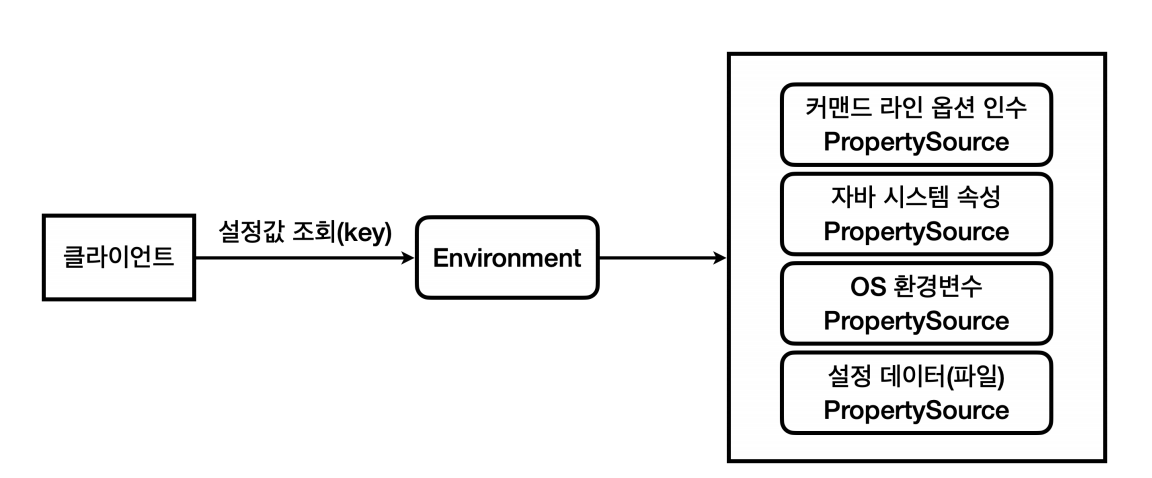 클라이언트
설정값 조회(key)
Environment
커맨드 라인 옵션 인수
PropertySource
자바 시스템 속성
PropertySource
OS 환경변수
PropertySource
설정 데이터(파일)
PropertySource